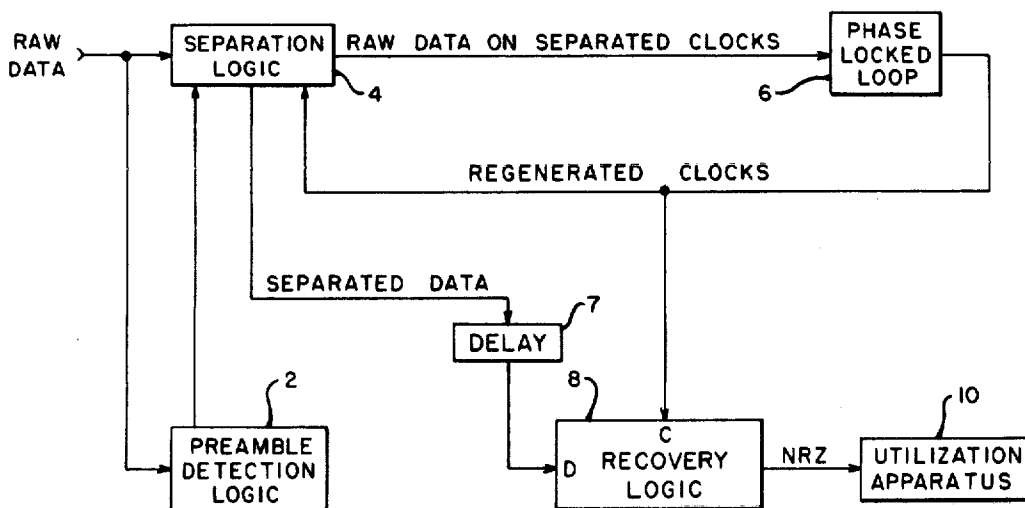 RAW
DATA
SEPARATION
LOGIC
4
RAW DATA ON SEPARATED CLOCKS
PHASE
LOCKED
LOOP
6
REGENERATED CLOCKS
SEPARATED DATA
7
DELAY
2
PREAMBLE
DETECTION
LOGIC
8
C
D
RECOVERY
LOGIC
NRZ
10
UTILIZATION
APPARATUS